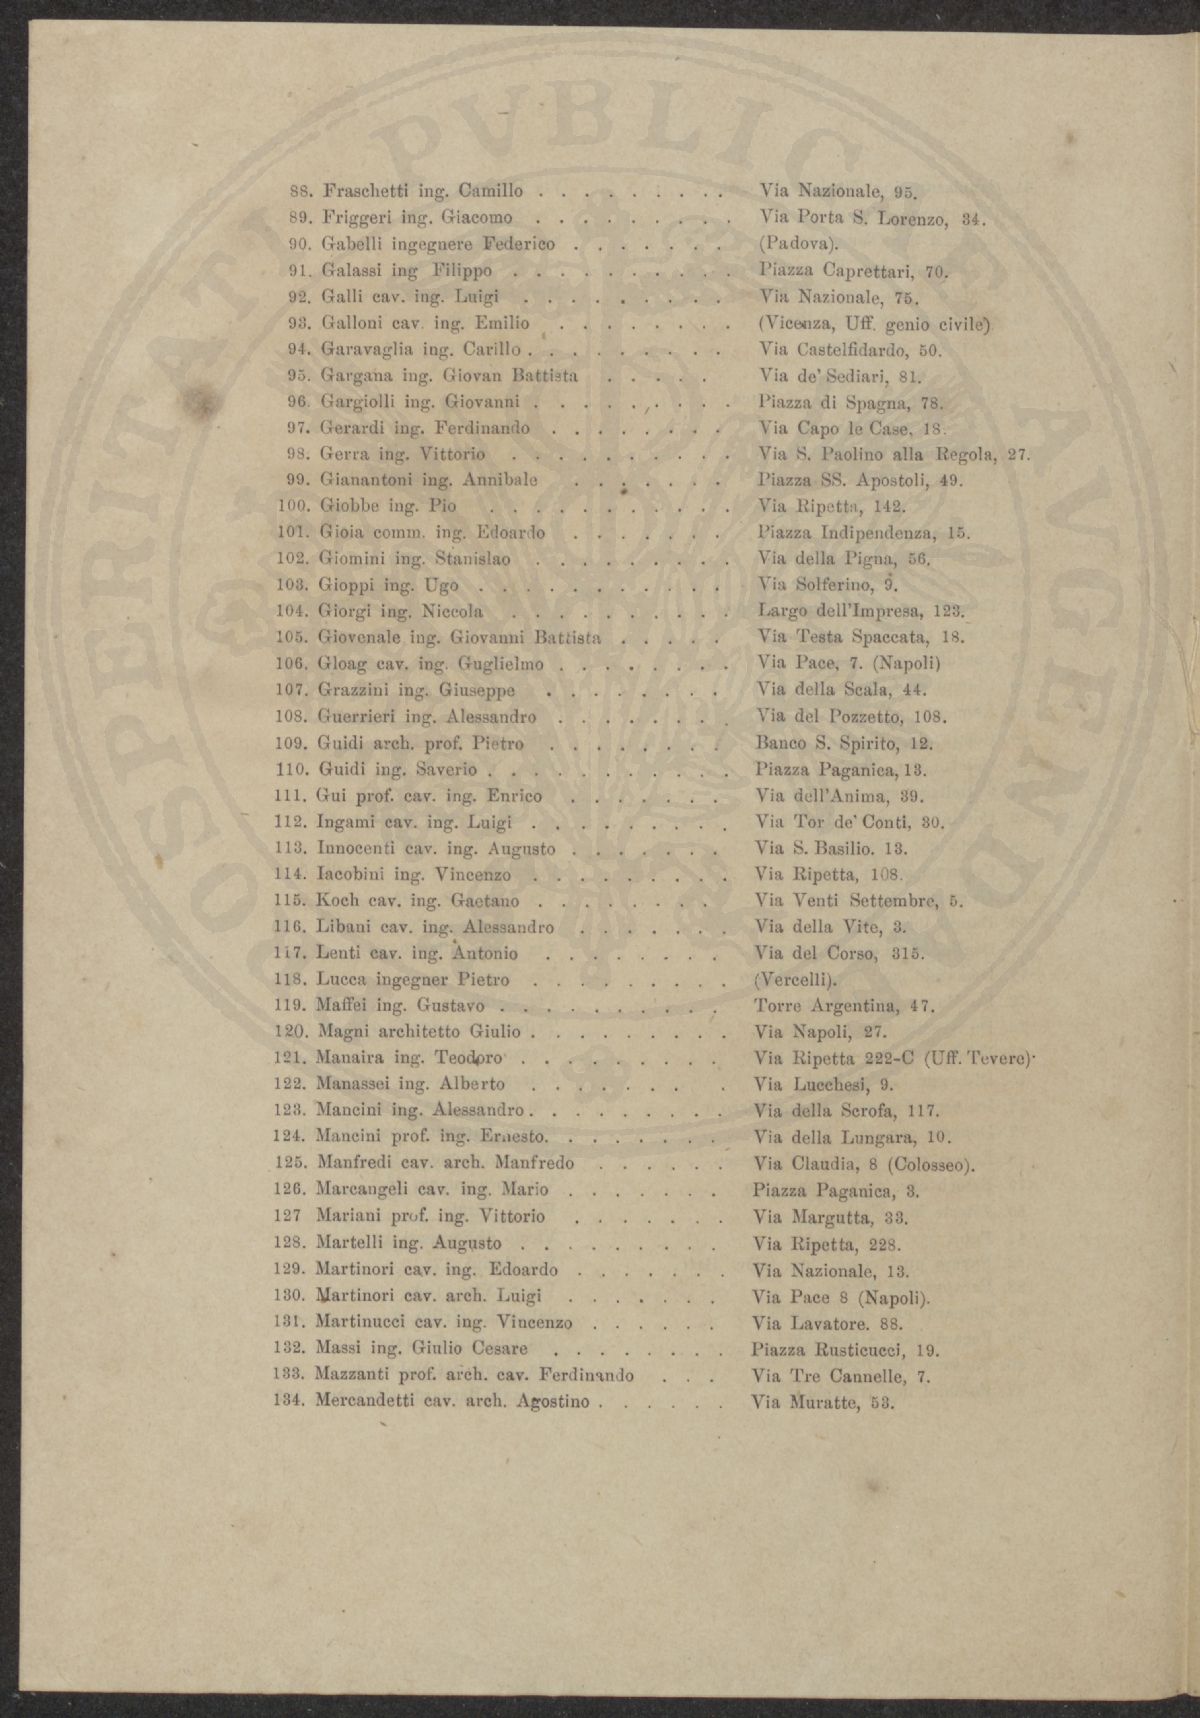 88. Fraschetti ing. Camillo . . . . . . . . . Via Nazionale, 95.
89. Friggeri ing. Giacomo . . . . . . . . . Via Porta S. Lorenzo, 34.
90. Gabelli ingegnere Federico . . . . . . . (Padova).
91. Galassi ing Filippo . . . . . . . . . . Piazza Caprettari, 70.
92. Galli cav. ing. Luigi . . . . . . . . . Via Nazionale, 75.
93. Galloni cav. ing. Emilio . . . . . . . . (Vicenza, Uff. genio civile)
94. Garavaglia ing. Carillo . . . . . . . . . Via Castelfidardo, 50.
95. Gargana ing. Giovan Battista . . . . . Via de' Sediari, 81.
96. Gargiolli ing. Giovanni . . . . . . . . . Piazza di Spagna, 78.
97. Gerardi ing. Ferdinando . . . . . . . . Via Capo le Case, 18.
98. Gerra ing. Vittorio . . . . . . . . . . Via S. Paolino alla Regola, 27.
99. Gianantoni ing. Annibale . . . . . . . Piazza SS. Apostoli, 49.
100. Giobbe ing. Pio . . . . . . . . . . . Via Ripetta, 142.
101. Gioia comm. ing. Edoardo . . . . . . . Piazza Indipendenza, 15.
102. Giomini ing. Stanislao . . . . . . . . . Via della Pigna, 56.
103. Gioppi ing. Ugo . . . . . . . . . . . Via Solferino, 9.
104. Giorgi ing. Niccola . . . . . . . . . . Largo dell'Impresa, 123.
105. Giovenale ing. Giovanni Battista . . . . . Via Testa Spaccata, 18.
106. Gloag cav. ing. Guglielmo . . . . . . . . Via Pace, 7. (Napoli)
107. Grazzini ing. Giuseppe . . . . . . . . Via della Scala, 44.
108. Guerrieri ing. Alessandro . . . . . . . . Via del Pozzetto, 108.
109. Guidi arch. prof. Pietro . . . . . . . . Banco S. Spirito, 12.
110. Guidi ing. Saverio . . . . . . . . . . . Piazza Paganica, 13.
111. Gui prof. cav. ing. Enrico . . . . . . . Via dell'Anima, 39.
112. Ingami cav. ing. Luigi . . . . . . . . . Via Tor de' Conti, 30.
113. Innocenti cav. ing. Augusto . . . . . . . Via S. Basilio. 13.
114. Iacobini ing. Vincenzo . . . . . . . . . Via Ripetta, 108.
115. Koch cav. ing. Gaetano . . . . . . . . Via Venti Settembre, 5.
116. Libani cav. ing. Alessandro . . . . . . . Via della Vite, 3.
117. Lenti cav. ing. Antonio . . . . . . . . Via del Corso, 315.
118. Lucca ingegner Pietro . . . . . . . . . (Vercelli).
119. Maffei ing. Gustavo . . . . . . . . . . Torre Argentina, 47.
120. Magni architetto Giulio . . . . . . . . . Via Napoli, 27.
121. Manaira ing. Teodoro . . . . . . . . . Via Ripetta 222-C (Uff. Tevere)
122. Manassei ing. Alberto . . . . . . . . Via Lucchesi, 9.
123. Mancini ing. Alessandro . . . . . . . . . Via della Scrofa, 117.
124. Mancini prof. ing. Ernesto. . . . . . . . Via della Lungara, 10.
125. Manfredi cav. arch. Manfredo . . . . . . Via Claudia, 8 (Colosseo).
126. Marcangeli cav. ing. Mario . . . . . . . Piazza Paganica, 3.
127 Mariani prof. ing. Vittorio . . . . . . . Via Margutta, 33.
128. Martelli ing. Augusto . . . . . . . . . Via Ripetta, 228.
129. Martinori cav. ing. Edoardo . . . . . . . Via Nazionale, 13.
130. Martinori cav. arch. Luigi . . . . . . . Via Pace 8 (Napoli).
131. Martinucci cav. ing. Vincenzo . . . . . . Via Lavatore. 88.
132. Massi ing. Giulio Cesare . . . . . . . . Piazza Rusticucci, 19.
133. Mazzanti prof. arch. cav. Ferdinando . . . Via Tre Cannelle, 7.
134. Mercandetti cav. arch. Agostino . . . . . . Via Muratte, 53.